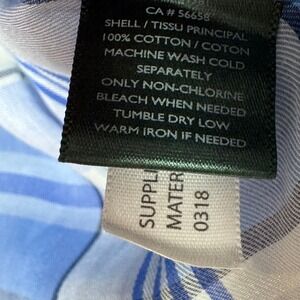 CA # 56658
SHELL / TISSU PRINCIPAL
100% COTTON / COTON
MACHINE WASH COLD
SEPARATELY
ONLY NON-CHLORINE
BLEACH WHEN NEEDED
TUMBLE DRY LOW
WARM IRON IF NEEDED
SUPPL
MATER
0318